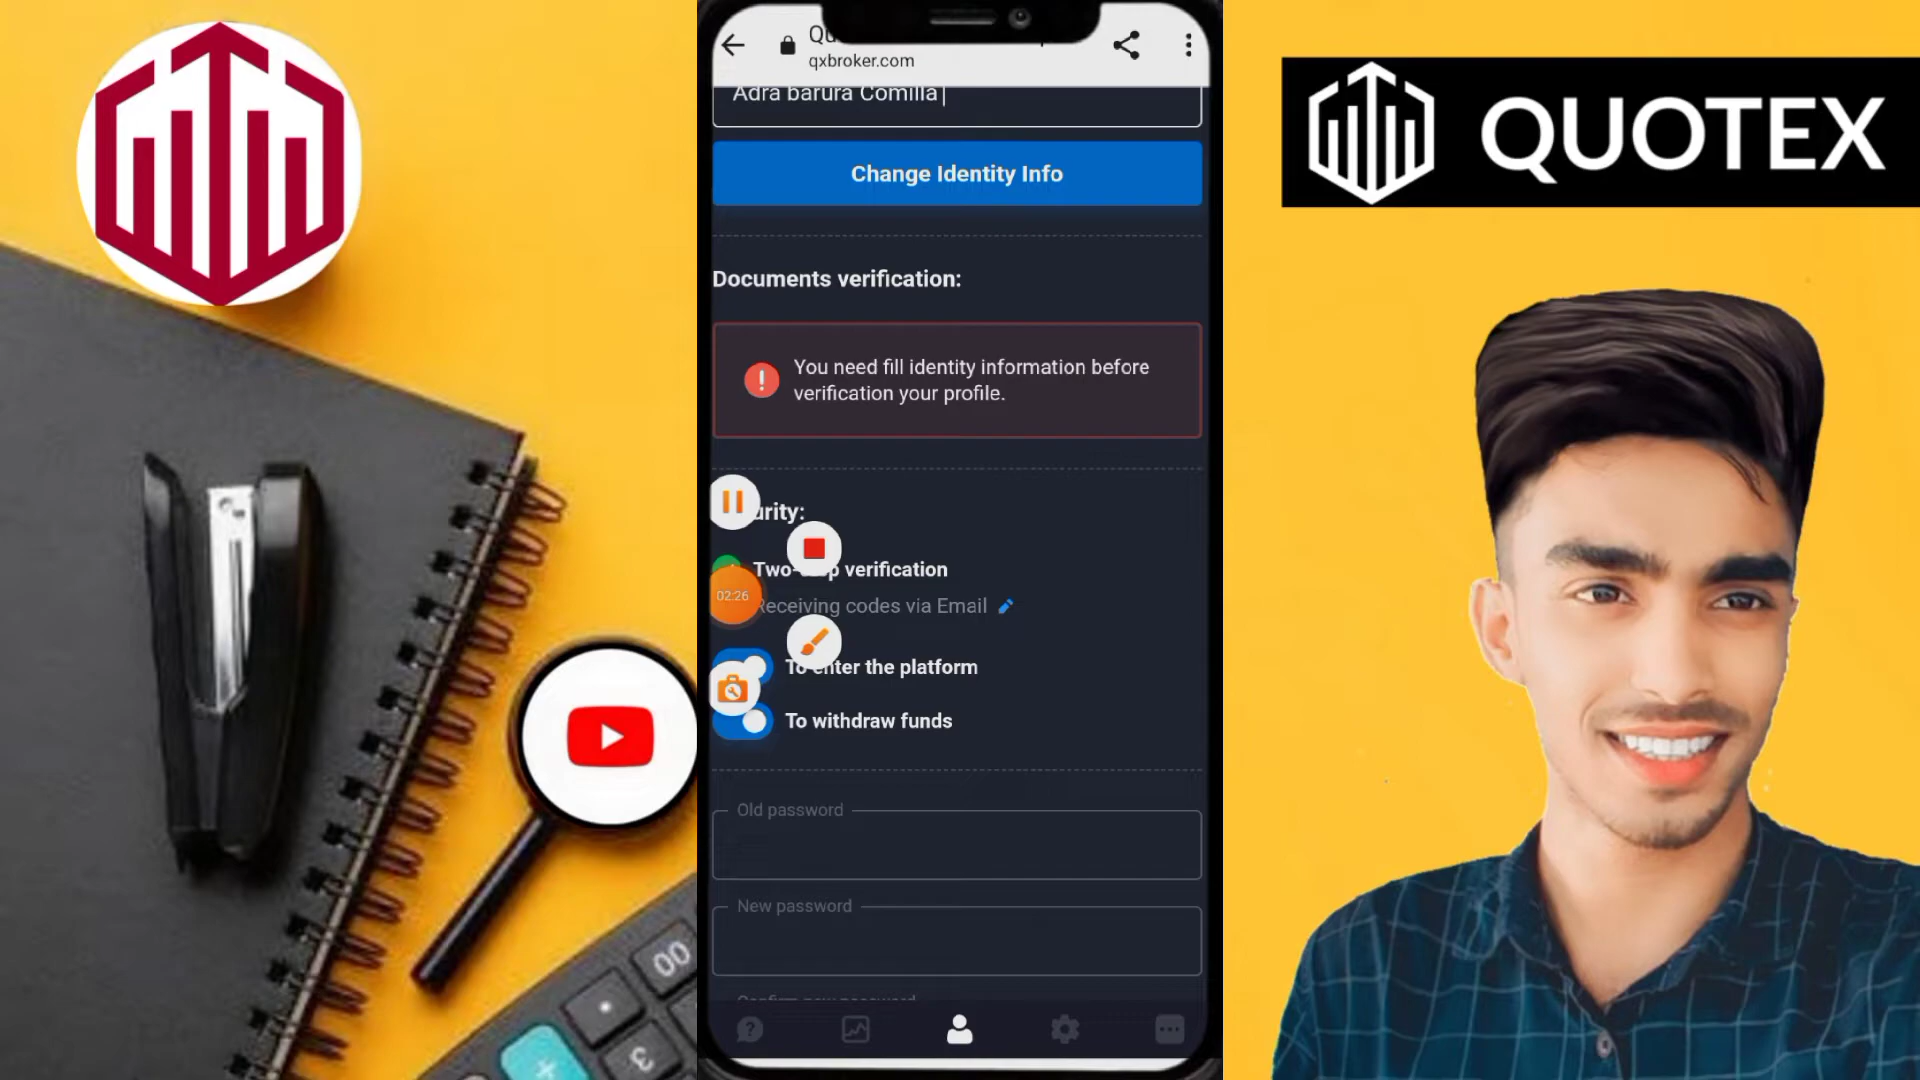 qxbroker.com
Adra barura Comilla
Change Identity Info
Documents verification:
You need fill identity information before
verification your profile.
Two-
verification
02:26
Receiving codes via Email
To enter the platform
To withdraw funds
Old password
New password
QUOTEX
00